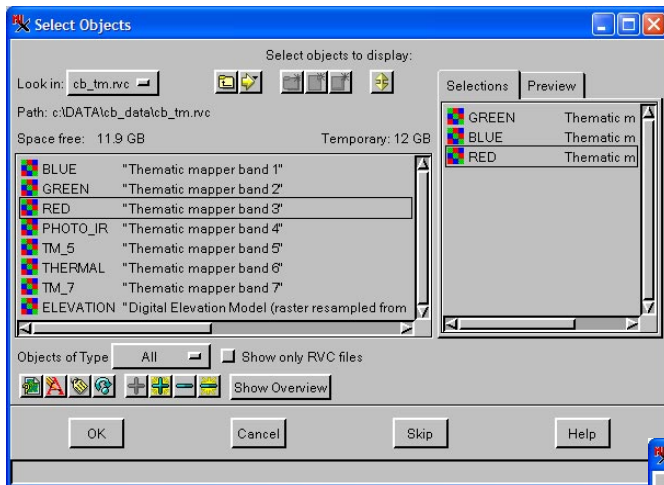 Select Objects
Select objects to display:
Look in: cb_tm.rvc
Path: c:\DATA\cb_data\cb_tm.rvc
Space free: 11.9 GB Temporary: 12 GB
BLUE "Thematic mapper band 1"
GREEN "Thematic mapper band 2"
RED "Thematic mapper band 3"
PHOTO_IR "Thematic mapper band 4"
TM_5 "Thematic mapper band 5"
THERMAL "Thematic mapper band 6"
TM_7 "Thematic mapper band 7"
ELEVATION "Digital Elevation Model (raster resampled from
Selections Preview
GREEN Thematic m
BLUE Thematic m
RED Thematic m
Objects of Type All Show only RVC files
Show Overview
OK Cancel Skip Help